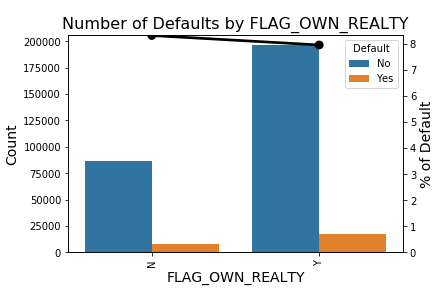 Number of Defaults by FLAG_OWN_REALTY
200000
175000
150000
125000
100000
75000
50000
25000
0
Count
8
7
6
5
4
3
2
1
0
% of Default
Default
No
Yes
N
Y
FLAG_OWN_REALTY